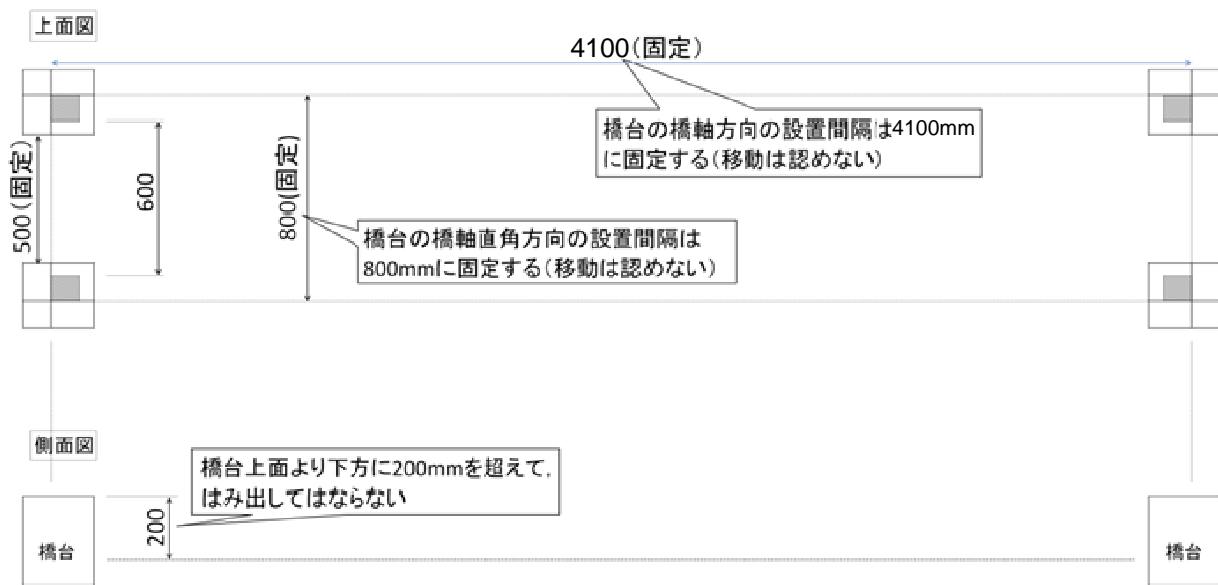 上面図
4100(固定)
橋台の橋軸方向の設置間隔は4100mm
に固定する(移動は認めない)
500(固定)
600
800(固定)
橋台の橋軸直角方向の設置間隔は
800mmに固定する(移動は認めない)
側面図
橋台上面より下方に200mmを超えて、
はみ出してはならない
200
橋台
橋台